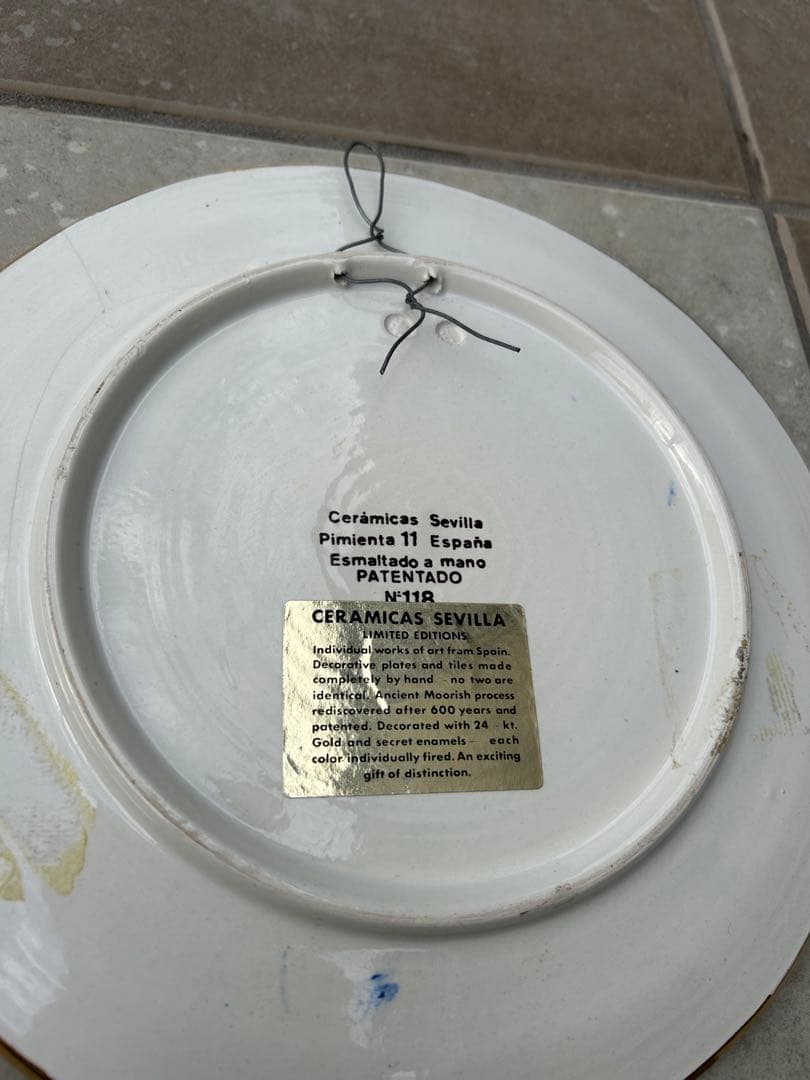 Ceràmicas Sevilla
Pimienta 11 España
Esmaltado a mano
PATENTADO
Nº118
CERAMICAS SEVILLA
LIMITED EDITIONS
Individual works of art from Spain.
Decorative plates and tiles made
completely by hand - no two are
identical. Ancient Moorish process
rediscovered after 600 years and
patented. Decorated with 24 - kt.
Gold and secret enamels - each
color individually fired. An exciting
gift of distinction.